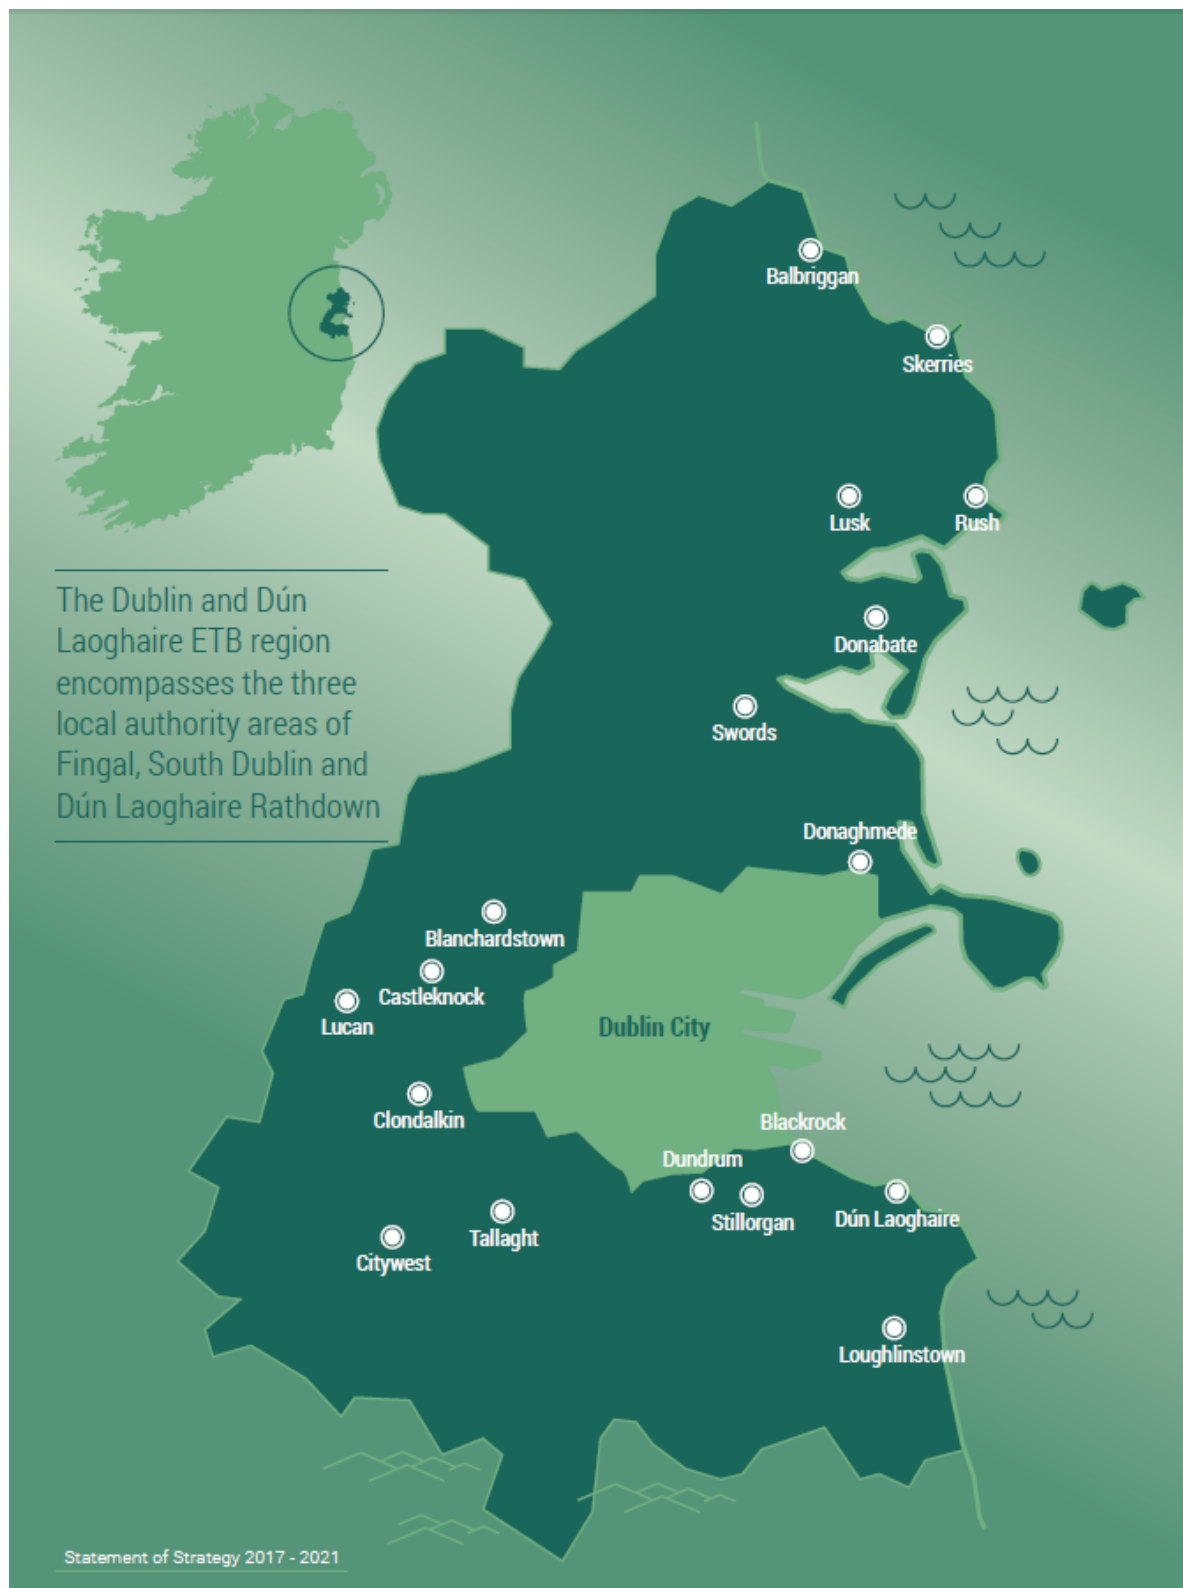 Balbriggan
Skerries
Lusk
Rush
The Dublin and Dún
Laoghaire ETB region
encompasses the three
local authority areas of
Fingal, South Dublin and
Dún Laoghaire Rathdown
Donabate
Swords
Donaghmede
Blanchardstown
Castleknock
Lucan
Dublin City
Clondalkin
Blackrock
Dundrum
Stillorgan
Dún Laoghaire
Tallaght
Citywest
Loughlinstown
Statement of Strategy 2017 - 2021